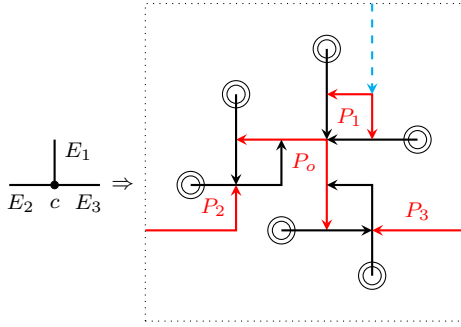 E₁
E₂ c E₃ ⇒
P₁
Pₒ
P₂
P₃